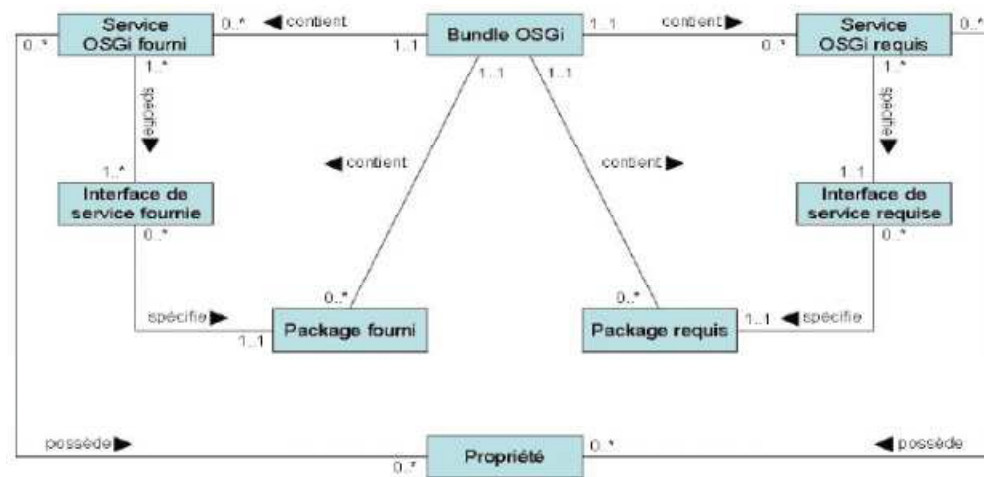 Service
OSGi fourni
0..*
contient
1..1
Bundle OSGi
1..1
contient
0..*
Service
OSGi requis
0..*
0..*
1..*
1..1
1..1
1..*
spécifie
spécifie
contient
contient
1..*
1..1
Interface de
service fournie
Interface de
service requise
0..*
0..*
0..*
0..*
spécifie
1..1
Package fourni
Package requis
1..1
spécifie
possède
0..*
Propriété
0..*
possède